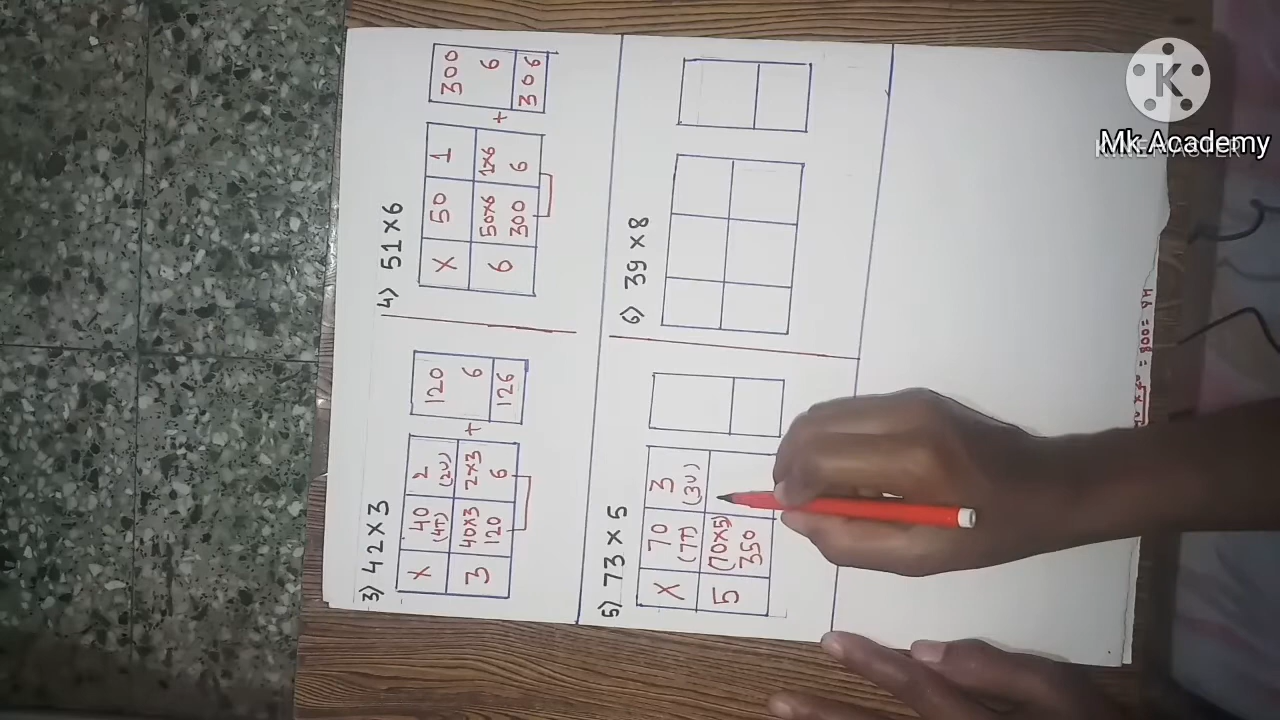 3) 42 × 3
X 40 2
(4T) (2U)
3 40×3 2×3
120 6
120
+ 6
126
4) 51 × 6
X 50 1
6 50×6 1×6
300 6
300
+ 6
306
5) 73 × 5
X 70 3
(7T) (3U)
5 (70×5)
350
6) 39 × 8
K
Mk Academy
KINEMASTER
= 800 =